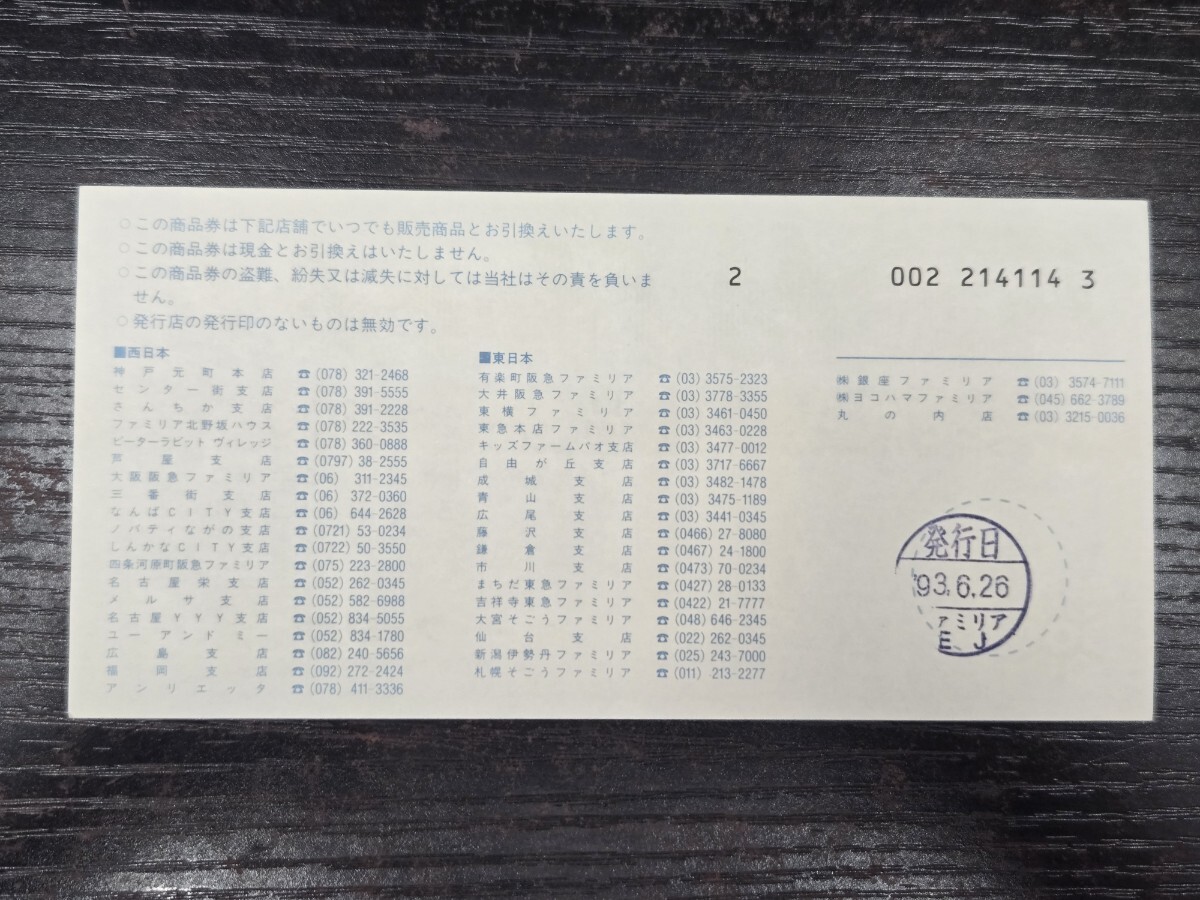 ○この商品券は下記店舗でいつでも販売商品とお引換えいたします。
○この商品券は現金とお引換えはいたしません。
○この商品券の盗難、紛失又は滅失に対しては当社はその責を負いま
せん。
○発行店の発行印のないものは無効です。
2
002 214114 3
■西日本
神戸元町本店 ☎(078) 321-2468
センター街支店 ☎(078) 391-5555
さんちか支店 ☎(078) 391-2228
ファミリア北野坂ハウス ☎(078) 222-3535
ピーターラビット ヴィレッジ ☎(078) 360-0888
芦屋支店 ☎(0797) 38-2555
大阪阪急ファミリア ☎(06) 311-2345
三番街支店 ☎(06) 372-0360
なんばCITY支店 ☎(06) 644-2628
ノバティながの支店 ☎(0721) 53-0234
しんかなCITY支店 ☎(0722) 50-3550
四条河原町阪急ファミリア ☎(075) 223-2800
名古屋栄支店 ☎(052) 262-0345
メルサ支店 ☎(052) 582-6988
名古屋YYY支店 ☎(052) 834-5055
ユーアンドミー ☎(052) 834-1780
広島支店 ☎(082) 240-5656
福岡支店 ☎(092) 272-2424
アンリエッタ ☎(078) 411-3336
■東日本
有楽町阪急ファミリア ☎(03) 3575-2323
大井阪急ファミリア ☎(03) 3778-3355
東横ファミリア ☎(03) 3461-0450
東急本店ファミリア ☎(03) 3463-0228
キッズファームパオ支店 ☎(03) 3477-0012
自由が丘支店 ☎(03) 3717-6667
成城支店 ☎(03) 3482-1478
青山支店 ☎(03) 3475-1189
広尾支店 ☎(03) 3441-0345
藤沢支店 ☎(0466) 27-8080
鎌倉支店 ☎(0467) 24-1800
市川支店 ☎(0473) 70-0234
まちだ東急ファミリア ☎(0427) 28-0133
吉祥寺東急ファミリア ☎(0422) 21-7777
大宮そごうファミリア ☎(048) 646-2345
仙台支店 ☎(022) 262-0345
新潟伊勢丹ファミリア ☎(025) 243-7000
札幌そごうファミリア ☎(011) 213-2277
㈱銀座ファミリア ☎(03) 3574-7111
㈱ヨコハマファミリア ☎(045) 662-3789
丸の内店 ☎(03) 3215-0036
発行日
'93.6.26
ァミリア
E J